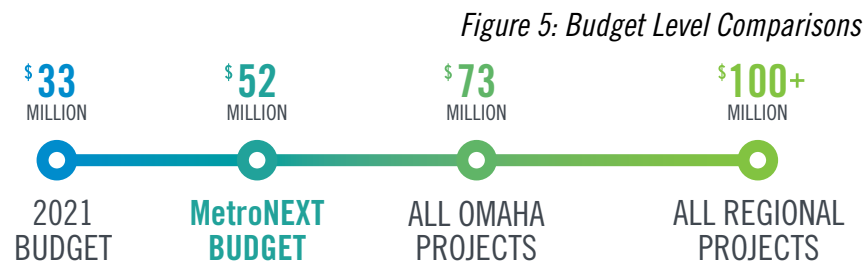 Figure 5: Budget Level Comparisons
$33 $52 $73 $100+
MILLION MILLION MILLION MILLION
2021 MetroNEXT ALL OMAHA ALL REGIONAL
BUDGET BUDGET PROJECTS PROJECTS